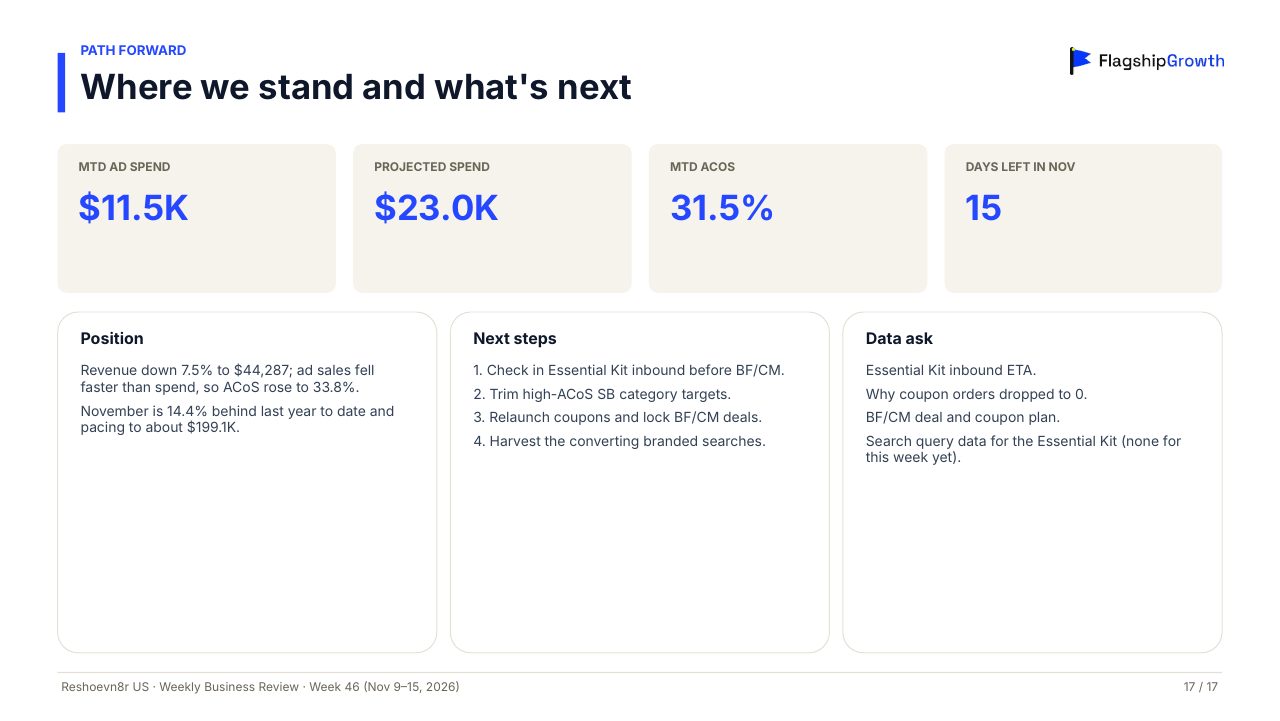 PATH FORWARD
Where we stand and what's next
FlagshipGrowth
MTD AD SPEND
$11.5K
PROJECTED SPEND
$23.0K
MTD ACOS
31.5%
DAYS LEFT IN NOV
15
Position
Revenue down 7.5% to $44,287; ad sales fell
faster than spend, so ACoS rose to 33.8%.
November is 14.4% behind last year to date and
pacing to about $199.1K.
Next steps
1. Check in Essential Kit inbound before BF/CM.
2. Trim high-ACoS SB category targets.
3. Relaunch coupons and lock BF/CM deals.
4. Harvest the converting branded searches.
Data ask
Essential Kit inbound ETA.
Why coupon orders dropped to 0.
BF/CM deal and coupon plan.
Search query data for the Essential Kit (none for
this week yet).
Reshoevn8r US · Weekly Business Review · Week 46 (Nov 9–15, 2026)
17 / 17